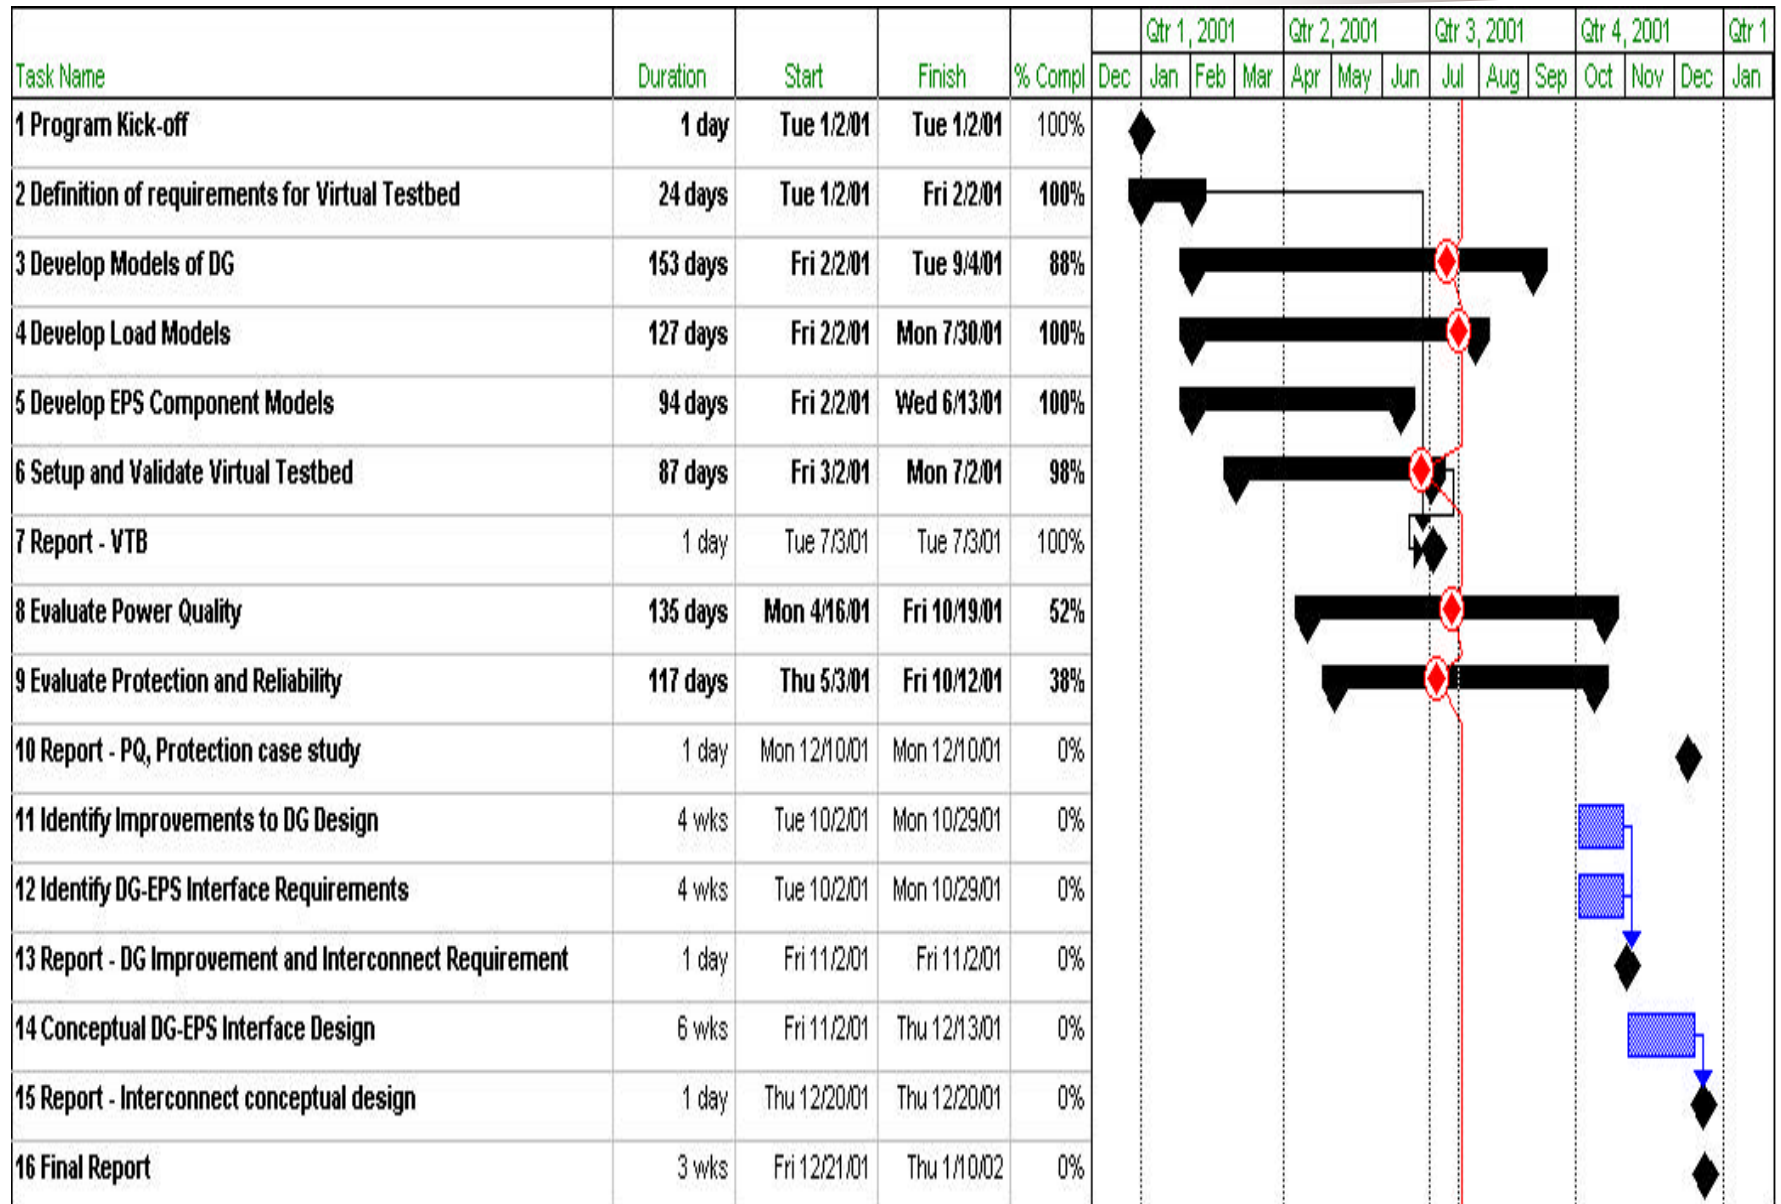 Qtr 1, 2001 Qtr 2, 2001 Qtr 3, 2001 Qtr 4, 2001 Qtr 1
Task Name Duration Start Finish % Compl Dec Jan Feb Mar Apr May Jun Jul Aug Sep Oct Nov Dec Jan
1 Program Kick-off 1 day Tue 1/2/01 Tue 1/2/01 100%
2 Definition of requirements for Virtual Testbed 24 days Tue 1/2/01 Fri 2/2/01 100%
3 Develop Models of DG 153 days Fri 2/2/01 Tue 9/4/01 88%
4 Develop Load Models 127 days Fri 2/2/01 Mon 7/30/01 100%
5 Develop EPS Component Models 94 days Fri 2/2/01 Wed 6/13/01 100%
6 Setup and Validate Virtual Testbed 87 days Fri 3/2/01 Mon 7/2/01 98%
7 Report - VTB 1 day Tue 7/3/01 Tue 7/3/01 100%
8 Evaluate Power Quality 135 days Mon 4/16/01 Fri 10/19/01 52%
9 Evaluate Protection and Reliability 117 days Thu 5/3/01 Fri 10/12/01 38%
10 Report - PQ, Protection case study 1 day Mon 12/10/01 Mon 12/10/01 0%
11 Identify Improvements to DG Design 4 wks Tue 10/2/01 Mon 10/29/01 0%
12 Identify DG-EPS Interface Requirements 4 wks Tue 10/2/01 Mon 10/29/01 0%
13 Report - DG Improvement and Interconnect Requirement 1 day Fri 11/2/01 Fri 11/2/01 0%
14 Conceptual DG-EPS Interface Design 6 wks Fri 11/2/01 Thu 12/13/01 0%
15 Report - Interconnect conceptual design 1 day Thu 12/20/01 Thu 12/20/01 0%
16 Final Report 3 wks Fri 12/21/01 Thu 1/10/02 0%